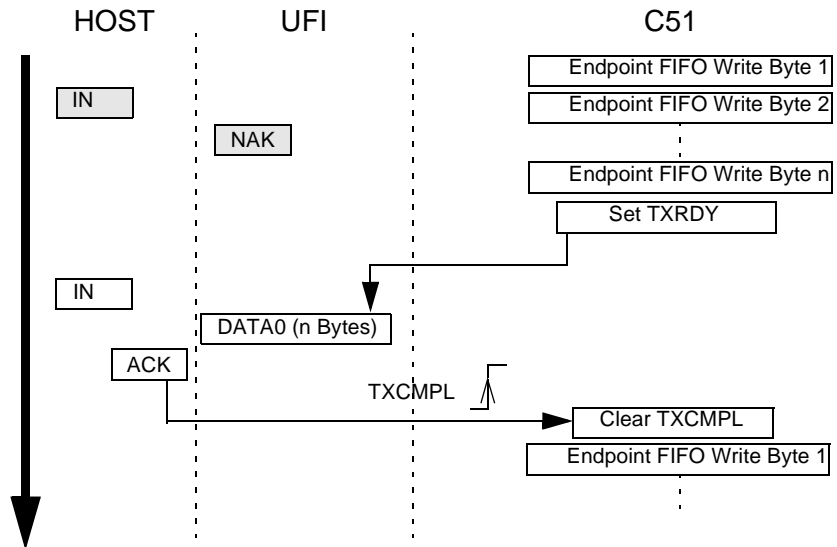 HOST UFI C51
Endpoint FIFO Write Byte 1
IN
Endpoint FIFO Write Byte 2
NAK
Endpoint FIFO Write Byte n
Set TXRDY
IN
DATA0 (n Bytes)
ACK
TXCMPL
Clear TXCMPL
Endpoint FIFO Write Byte 1